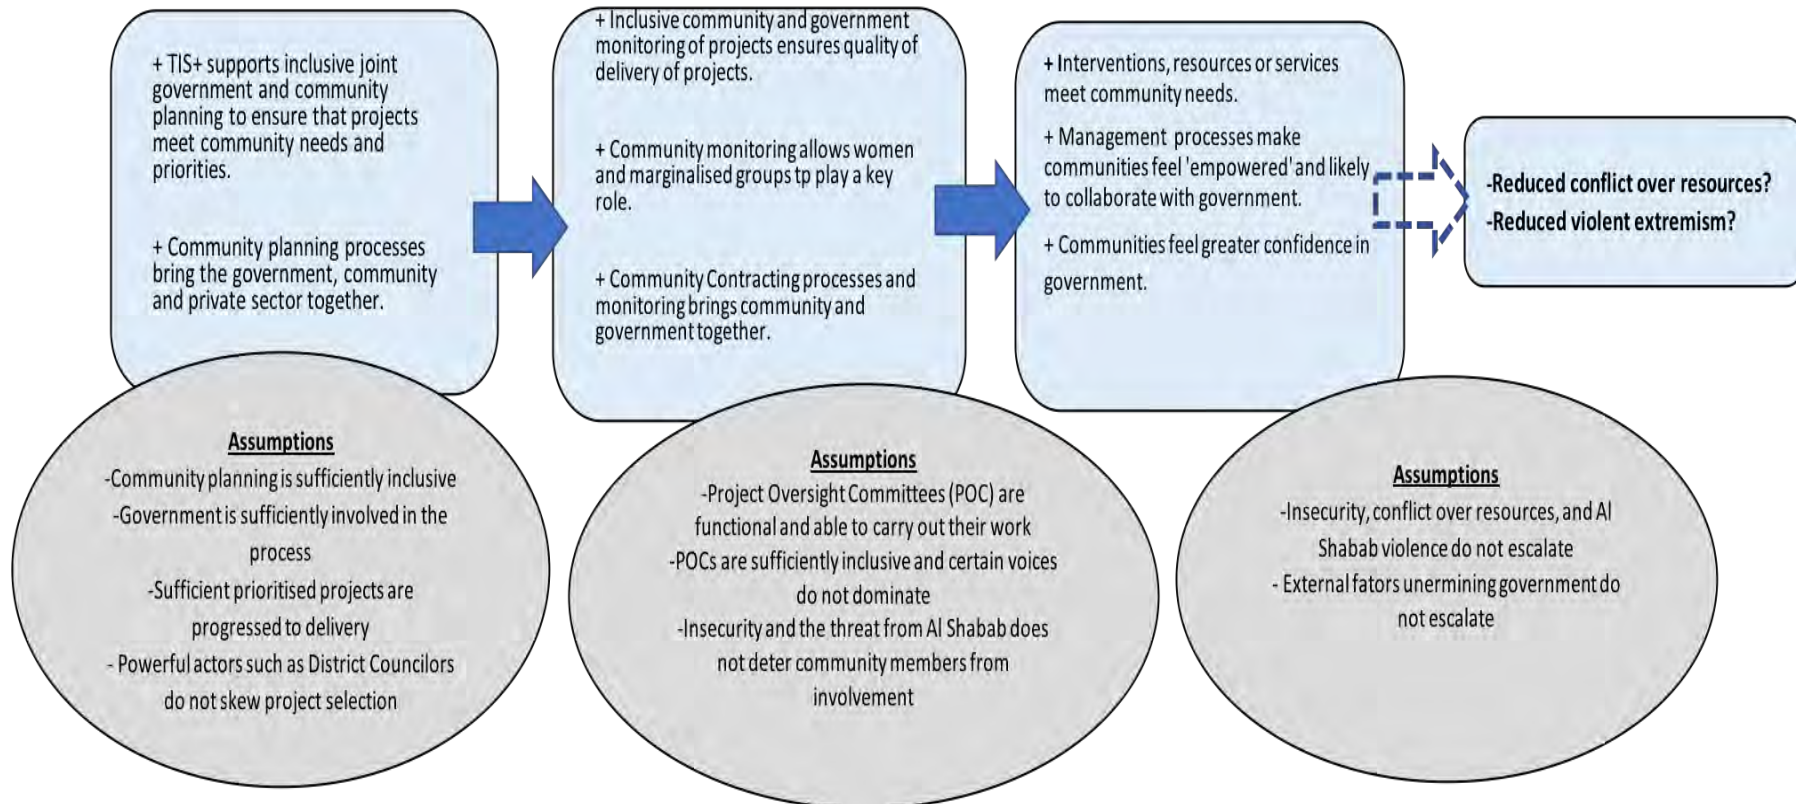 + TIS+ supports inclusive joint
government and community
planning to ensure that projects
meet community needs and
priorities.
+ Community planning processes
bring the government, community
and private sector together.
+ Inclusive community and government
monitoring of projects ensures quality of
delivery of projects.
+ Community monitoring allows women
and marginalised groups tp play a key
role.
+ Community Contracting processes and
monitoring brings community and
government together.
+ Interventions, resources or services
meet community needs.
+ Management processes make
communities feel 'empowered' and likely
to collaborate with government.
+ Communities feel greater confidence in
government.
-Reduced conflict over resources?
-Reduced violent extremism?
Assumptions
-Community planning is sufficiently inclusive
-Government is sufficiently involved in the
process
-Sufficient prioritised projects are
progressed to delivery
- Powerful actors such as District Councilors
do not skew project selection
Assumptions
-Project Oversight Committees (POC) are
functional and able to carry out their work
-POCs are sufficiently inclusive and certain voices
do not dominate
-Insecurity and the threat from Al Shabab does
not deter community members from
involvement
Assumptions
-Insecurity, conflict over resources, and Al
Shabab violence do not escalate
- External fators unermining government do
not escalate